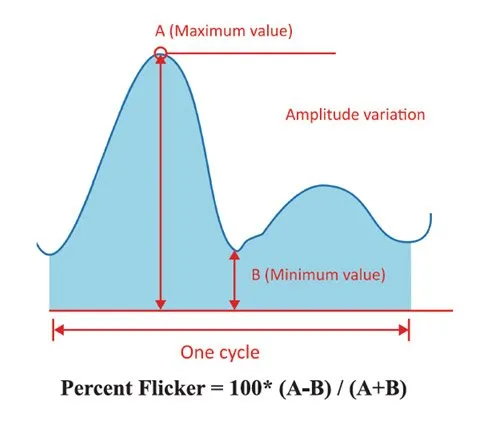 A (Maximum value)
Amplitude variation
B (Minimum value)
One cycle
Percent Flicker = 100* (A-B) / (A+B)